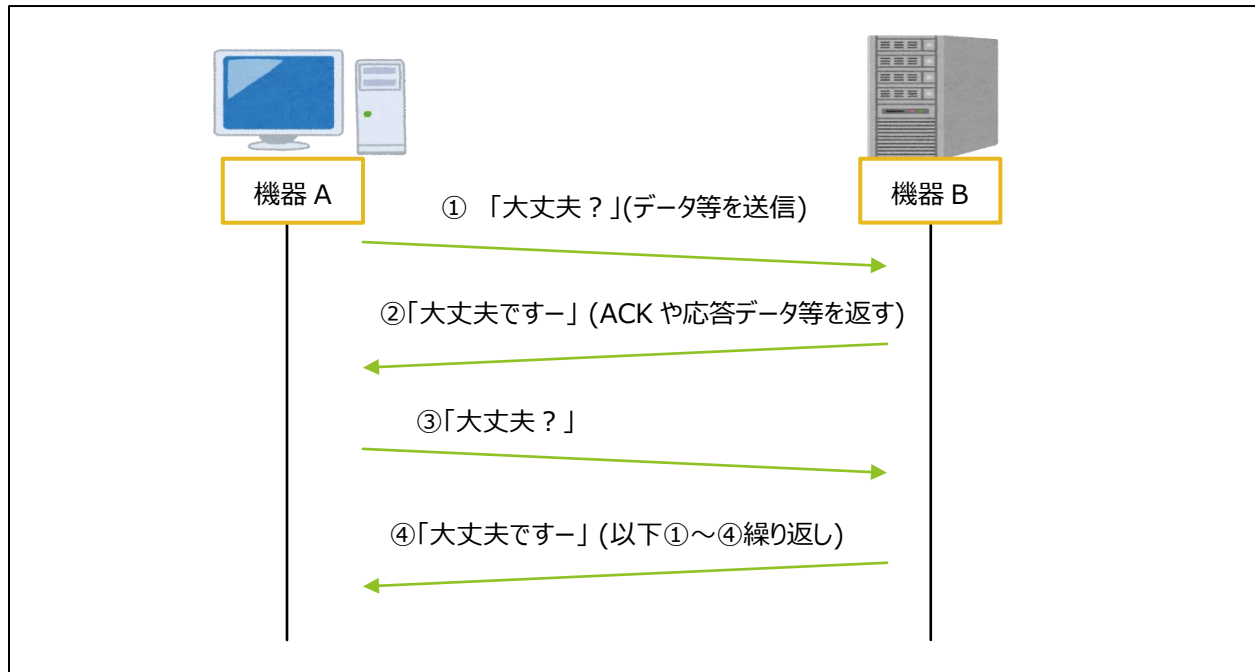 機器 A
機器 B
① 「大丈夫？」(データ等を送信)
②「大丈夫ですー」 (ACK や応答データ等を返す)
③「大丈夫？」
④「大丈夫ですー」 (以下①～④繰り返し)